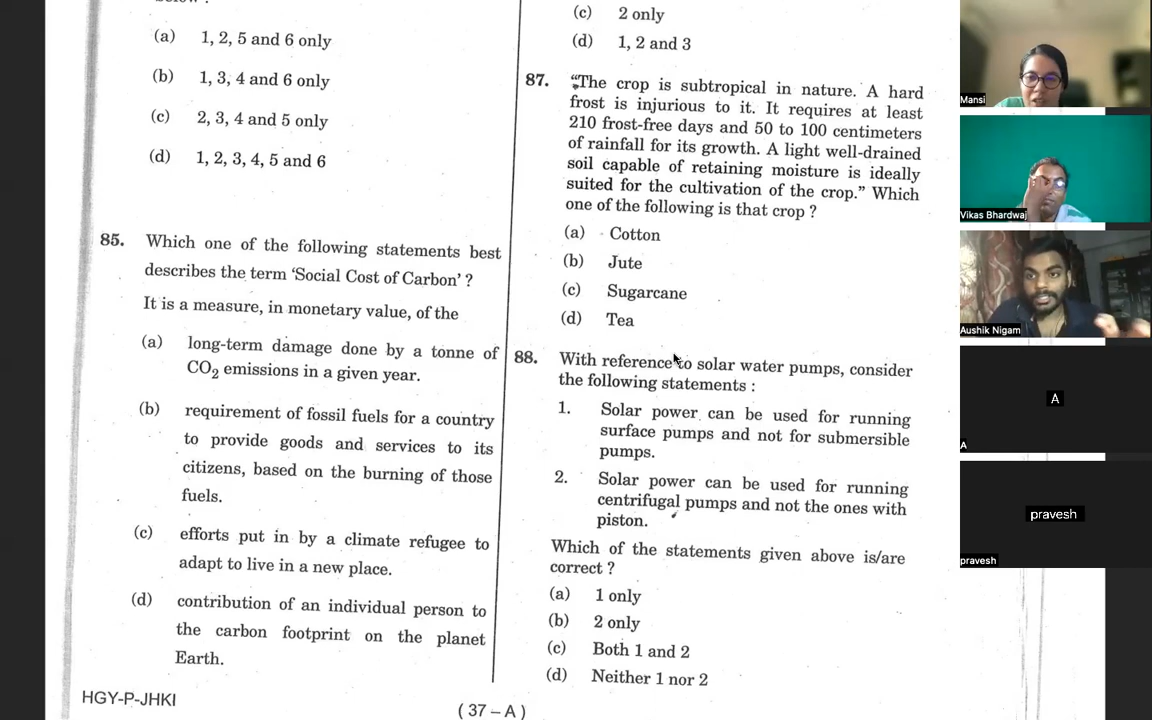 (a) 1, 2, 5 and 6 only
(b) 1, 3, 4 and 6 only
(c) 2, 3, 4 and 5 only
(d) 1, 2, 3, 4, 5 and 6
85. Which one of the following statements best
describes the term ‘Social Cost of Carbon’ ?
It is a measure, in monetary value, of the
(a) long-term damage done by a tonne of
CO₂ emissions in a given year.
(b) requirement of fossil fuels for a country
to provide goods and services to its
citizens, based on the burning of those
fuels.
(c) efforts put in by a climate refugee to
adapt to live in a new place.
(d) contribution of an individual person to
the carbon footprint on the planet
Earth.
HGY-P-JHKI
( 37 – A )
(c) 2 only
(d) 1, 2 and 3
87. “The crop is subtropical in nature. A hard
frost is injurious to it. It requires at least
210 frost-free days and 50 to 100 centimeters
of rainfall for its growth. A light well-drained
soil capable of retaining moisture is ideally
suited for the cultivation of the crop.” Which
one of the following is that crop ?
(a) Cotton
(b) Jute
(c) Sugarcane
(d) Tea
88. With reference to solar water pumps, consider
the following statements :
1. Solar power can be used for running
surface pumps and not for submersible
pumps.
2. Solar power can be used for running
centrifugal pumps and not the ones with
piston.
Which of the statements given above is/are
correct ?
(a) 1 only
(b) 2 only
(c) Both 1 and 2
(d) Neither 1 nor 2
Mansi
Vikas Bhardwaj
Aushik Nigam
A
A
pravesh
pravesh